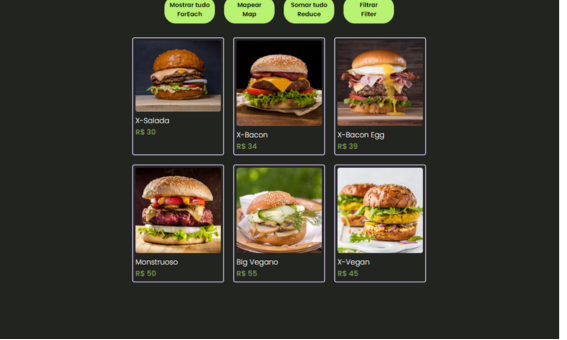 Mostrar tudo
FarEach
Mapear
Map
Somar tudo
Reduce
Filtrar
Filter
X-Salada
R$ 30
X-Bacon
R$ 34
X-Bacon Egg
R$ 39
Monstruoso
R$ 50
Big Vegano
R$ 55
X-Vegan
R$ 45